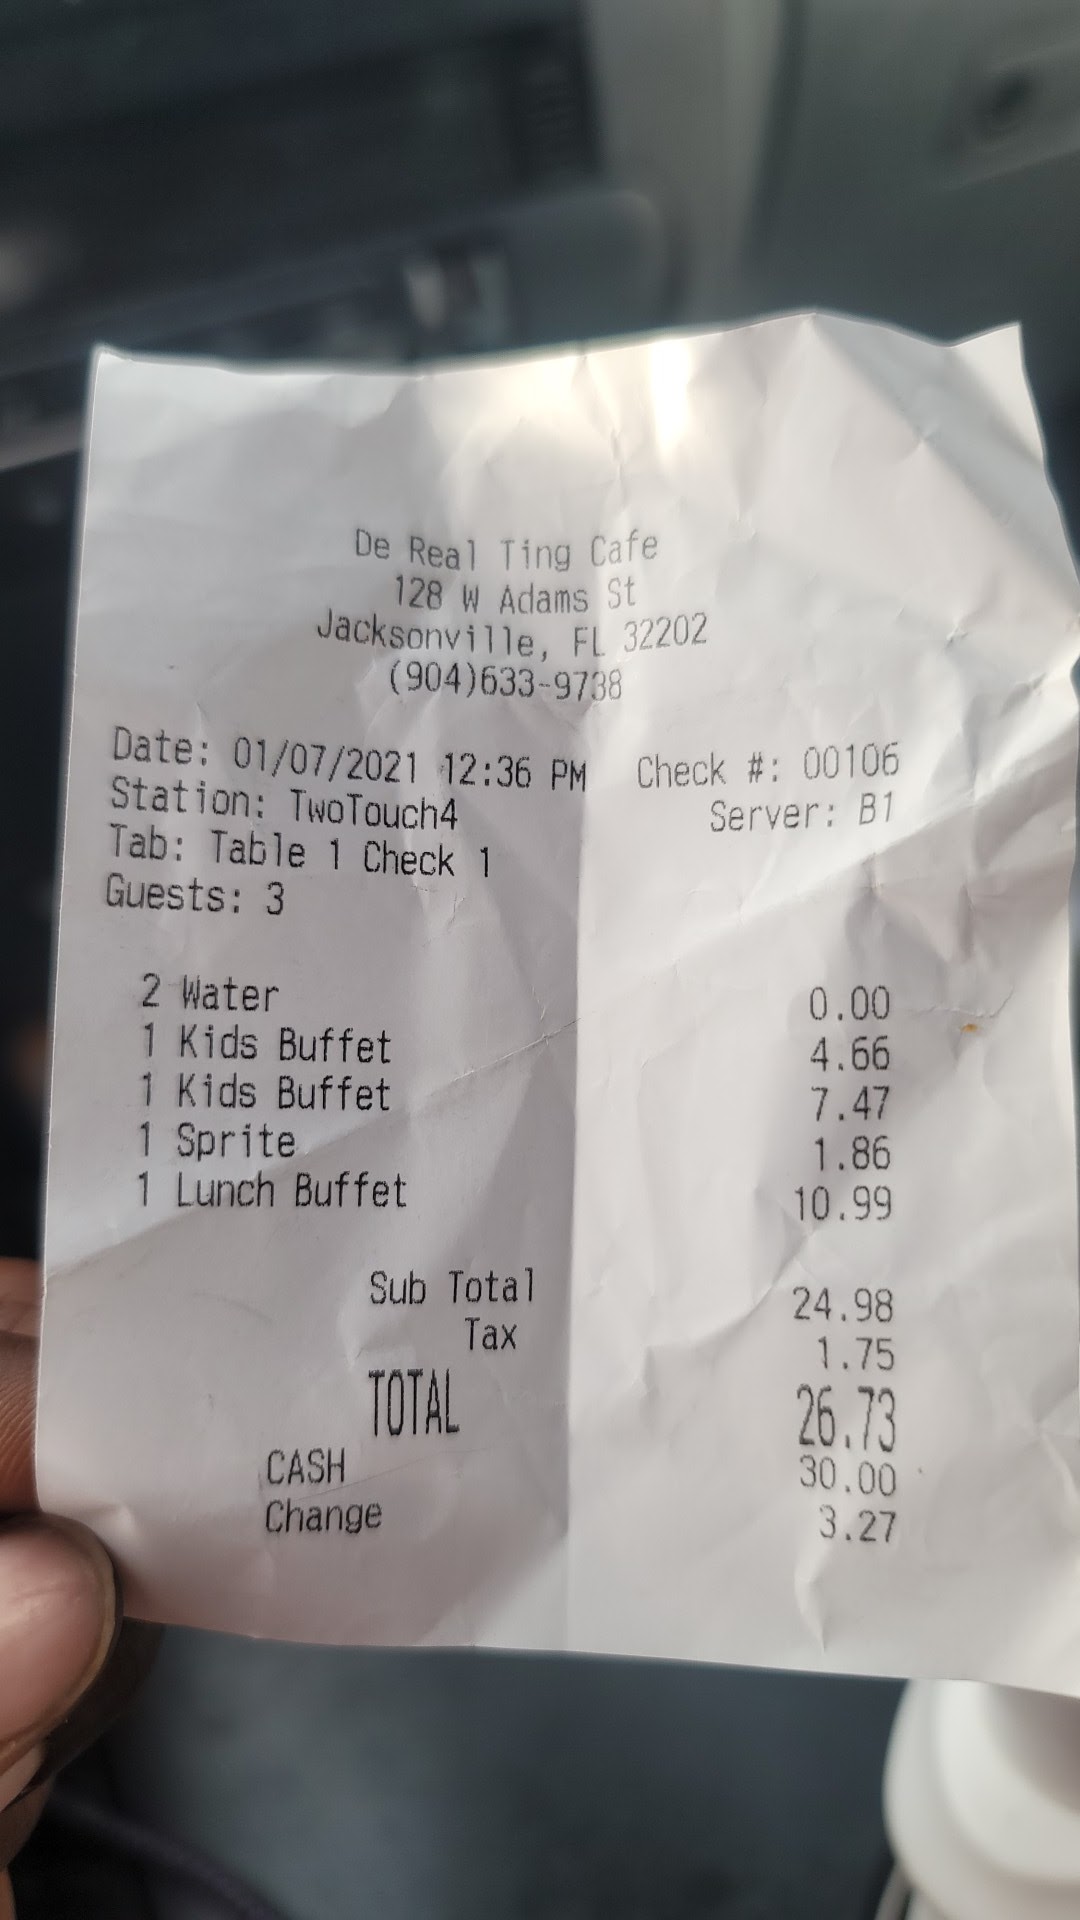 De Real Ting Cafe
128 W Adams St
Jacksonville, FL 32202
(904)633-9738
Date: 01/07/2021 12:36 PM Check #: 00106
Station: TwoTouch4 Server: B1
Tab: Table 1 Check 1
Guests: 3
2 Water 0.00
1 Kids Buffet 4.66
1 Kids Buffet 7.47
1 Sprite 1.86
1 Lunch Buffet 10.99
Sub Total 24.98
Tax 1.75
TOTAL 26.73
CASH 30.00
Change 3.27